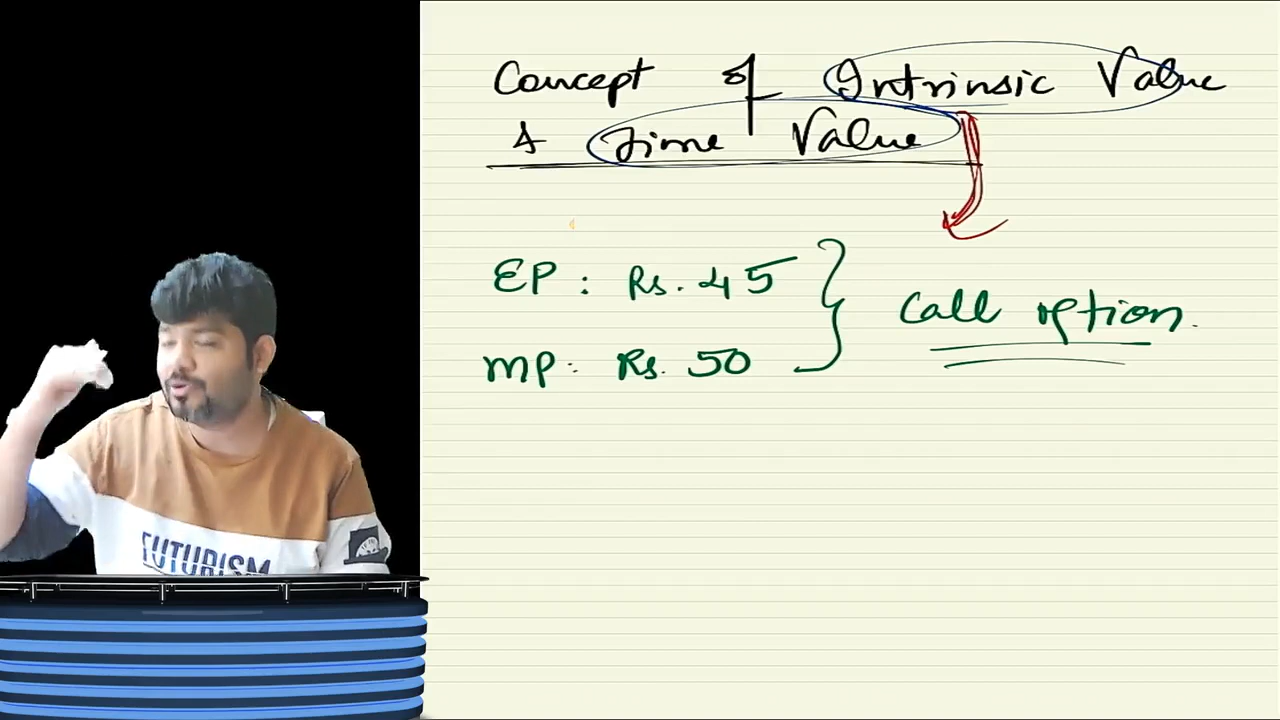 Concept of Intrinsic Value
& Time Value
EP : Rs. 45
MP : Rs. 50
Call option.
FUTURISM